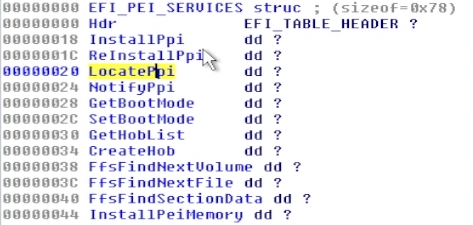 00000000 EFI_PEI_SERVICES struc ; (sizeof=0x78)
00000000 Hdr EFI_TABLE_HEADER ?
00000018 InstallPpi dd ?
0000001C ReInstallPpi dd ?
00000020 LocatePpi dd ?
00000024 NotifyPpi dd ?
00000028 GetBootMode dd ?
0000002C SetBootMode dd ?
00000030 GetHobList dd ?
00000034 CreateHob dd ?
00000038 FfsFindNextVolume dd ?
0000003C FfsFindNextFile dd ?
00000040 FfsFindSectionData dd ?
00000044 InstallPeiMemory dd ?